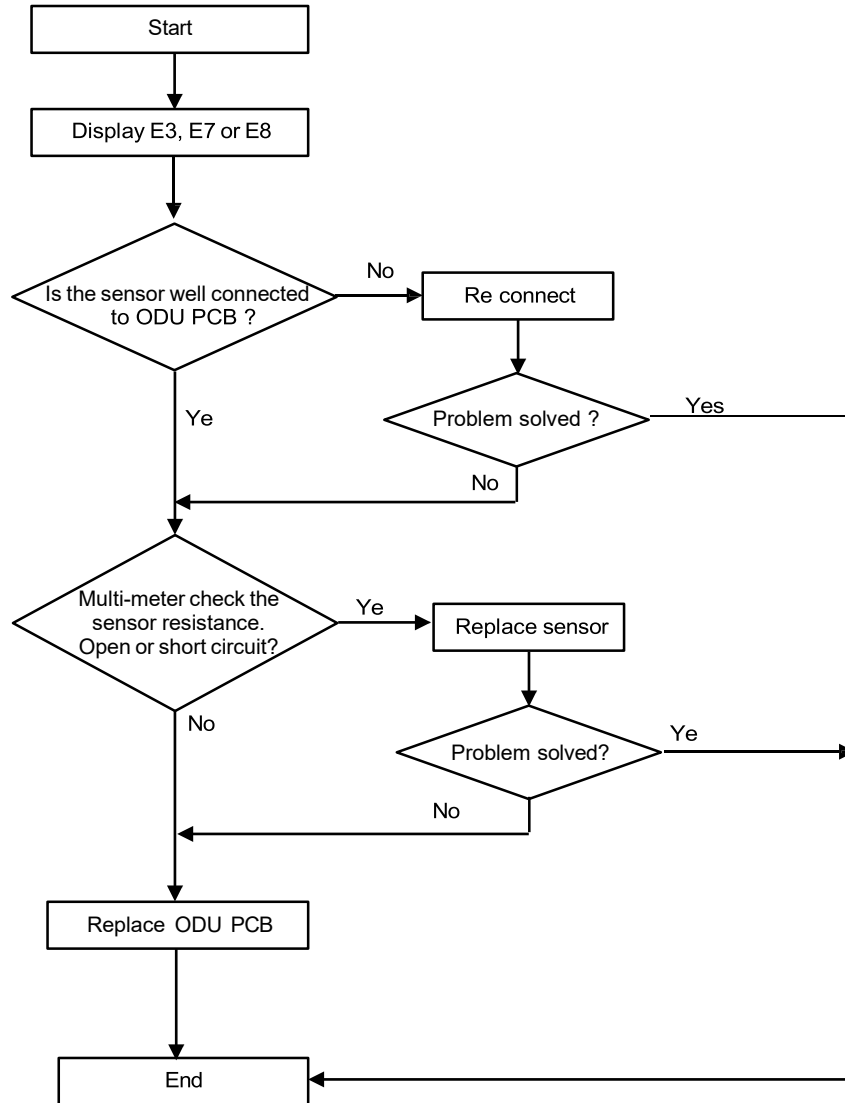 Start
Display E3, E7 or E8
Is the sensor well connected
to ODU PCB ?
No
Re connect
Ye
Problem solved ?
Yes
No
Multi-meter check the
sensor resistance.
Open or short circuit?
Ye
Replace sensor
No
Problem solved?
Ye
No
Replace ODU PCB
End